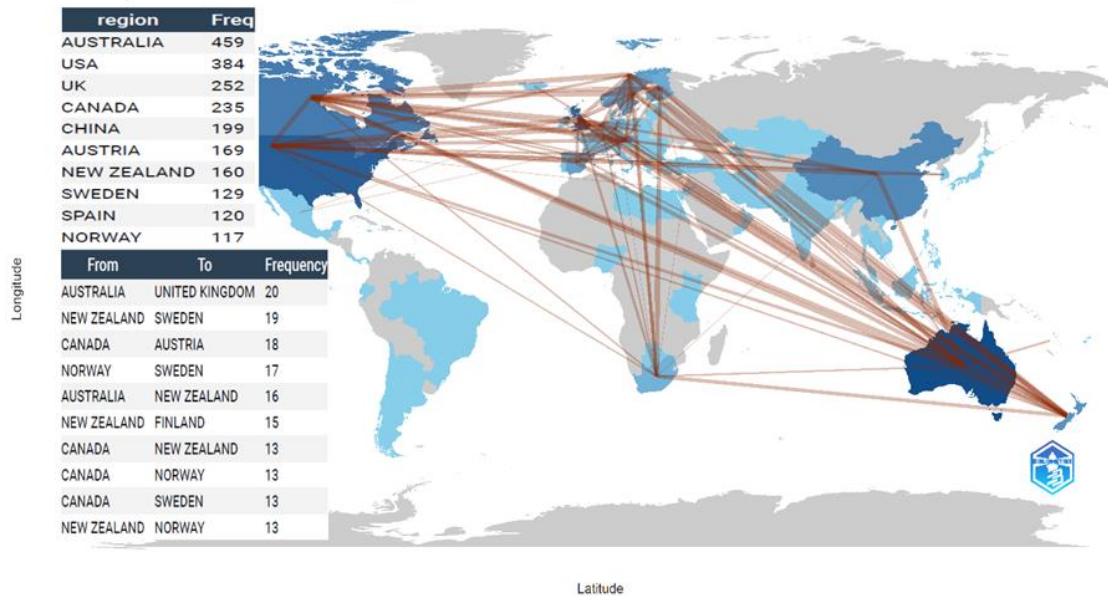 region Freq
AUSTRALIA 459
USA 384
UK 252
CANADA 235
CHINA 199
AUSTRIA 169
NEW ZEALAND 160
SWEDEN 129
SPAIN 120
NORWAY 117
From To Frequency
AUSTRALIA UNITED KINGDOM 20
NEW ZEALAND SWEDEN 19
CANADA AUSTRIA 18
NORWAY SWEDEN 17
AUSTRALIA NEW ZEALAND 16
NEW ZEALAND FINLAND 15
CANADA NEW ZEALAND 13
CANADA NORWAY 13
CANADA SWEDEN 13
NEW ZEALAND NORWAY 13
Longitude
Latitude